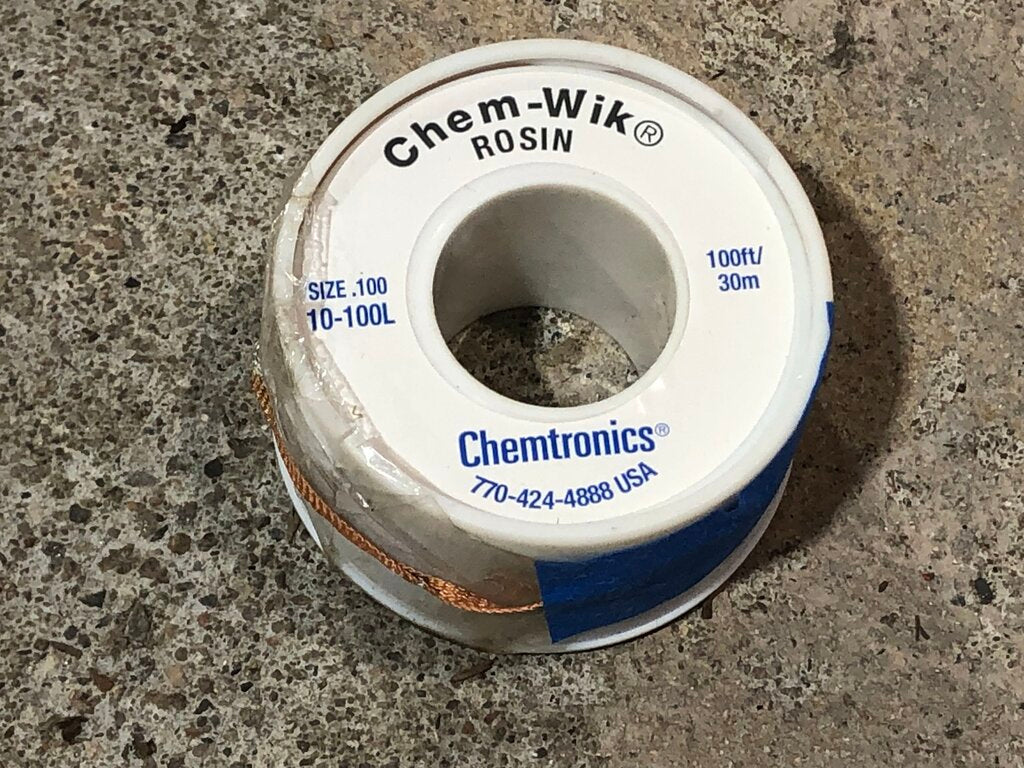 Chem-Wik®
ROSIN
SIZE .100
10-100L
100ft/
30m
Chemtronics®
770-424-4888 USA